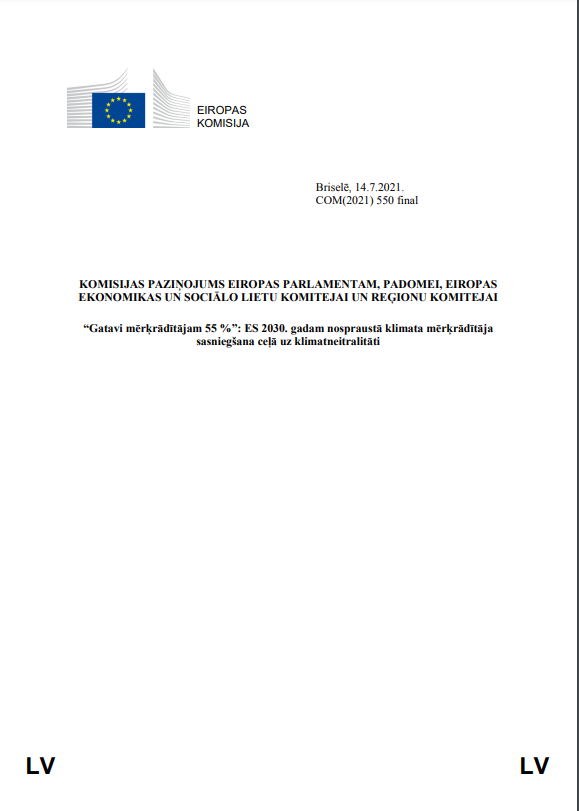 EIROPAS
KOMISIJA
Briselē, 14.7.2021.
COM(2021) 550 final
KOMISIJAS PAZIŅOJUMS EIROPAS PARLAMENTAM, PADOMEI, EIROPAS
EKONOMIKAS UN SOCIĀLO LIETU KOMITEJAI UN REĢIONU KOMITEJAI
“Gatavi mērķrādītājam 55 %”: ES 2030. gadam nospraustā klimata mērķrādītāja
sasniegšana ceļā uz klimatneitralitāti
LV LV